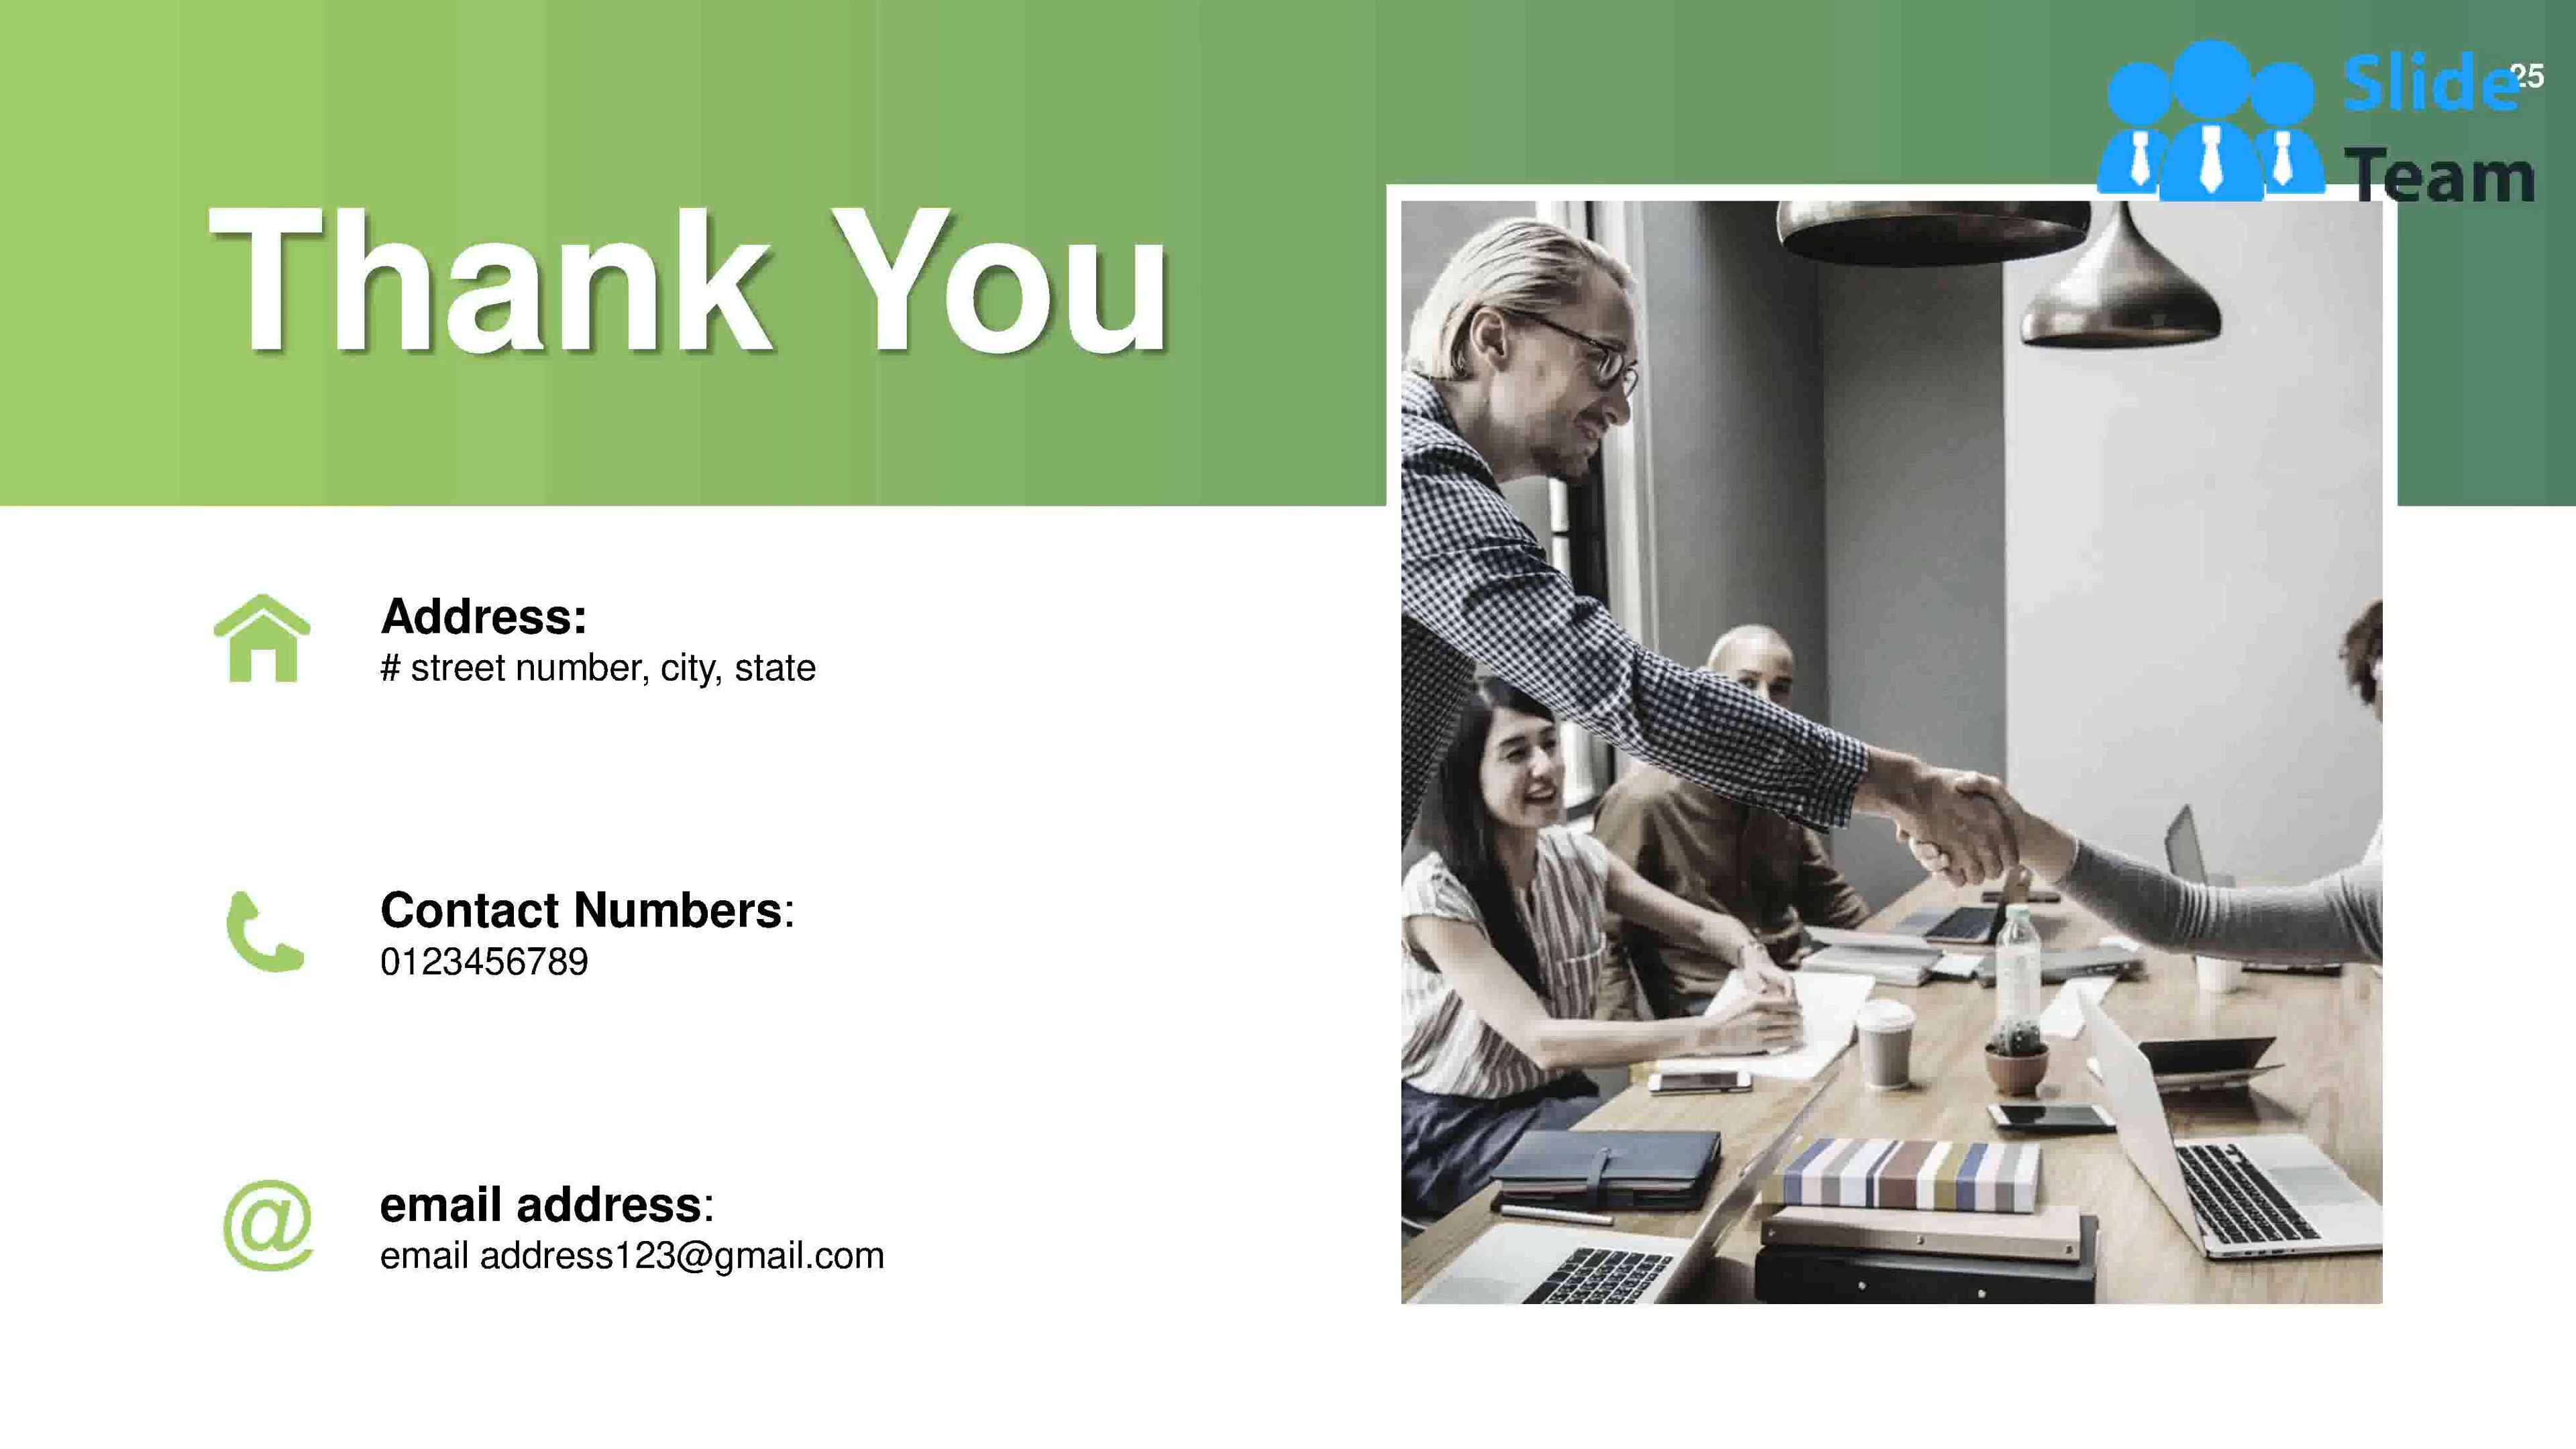 25
Slide
Team
Thank You
Address:
# street number, city, state
Contact Numbers:
0123456789
email address:
email address123@gmail.com